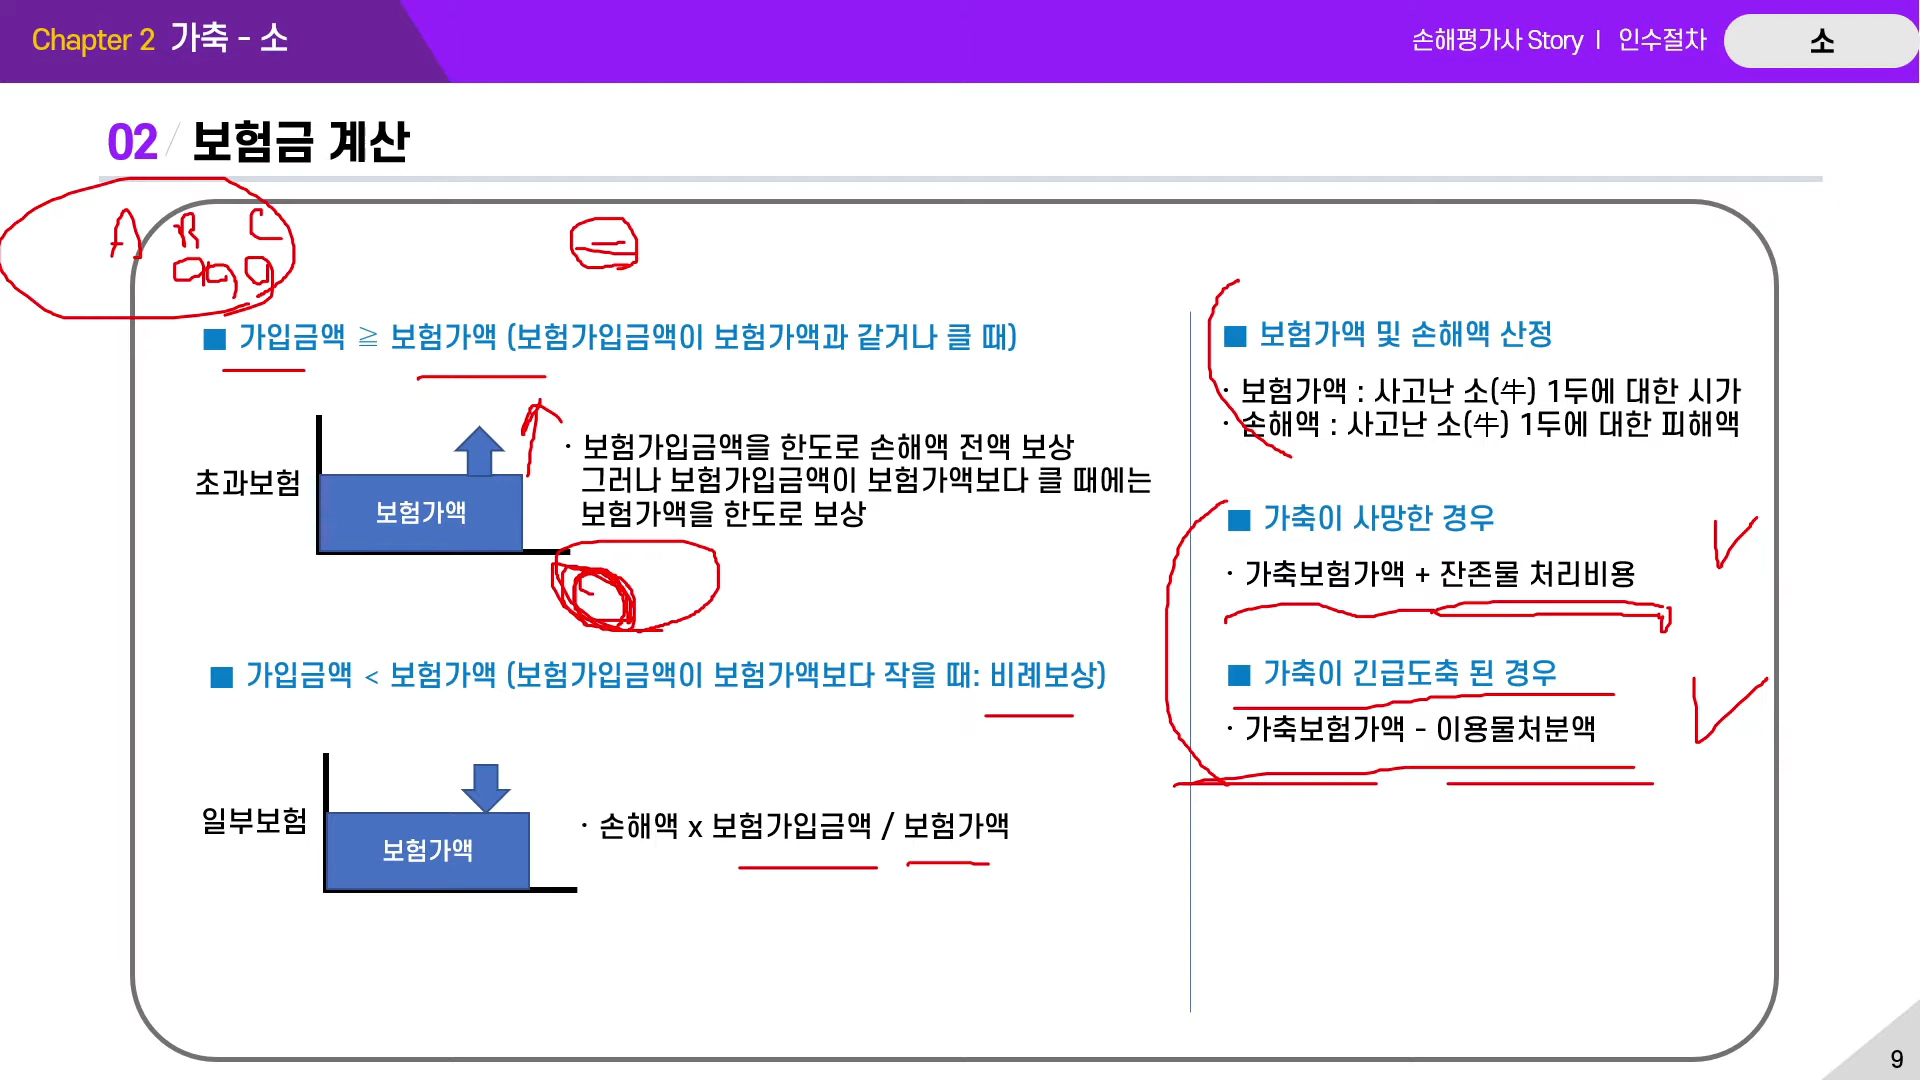 Chapter 2 가축 - 소
손해평가사 Story ㅣ 인수절차
소
02 / 보험금 계산
A B C
■ 가입금액 ≧ 보험가액 (보험가입금액이 보험가액과 같거나 클 때)
초과보험
보험가액
· 보험가입금액을 한도로 손해액 전액 보상
그러나 보험가입금액이 보험가액보다 클 때에는
보험가액을 한도로 보상
■ 가입금액 < 보험가액 (보험가입금액이 보험가액보다 작을 때: 비례보상)
일부보험
보험가액
· 손해액 x 보험가입금액 / 보험가액
■ 보험가액 및 손해액 산정
· 보험가액 : 사고난 소(牛) 1두에 대한 시가
· 손해액 : 사고난 소(牛) 1두에 대한 피해액
■ 가축이 사망한 경우
· 가축보험가액 + 잔존물 처리비용
■ 가축이 긴급도축 된 경우
· 가축보험가액 - 이용물처분액
9